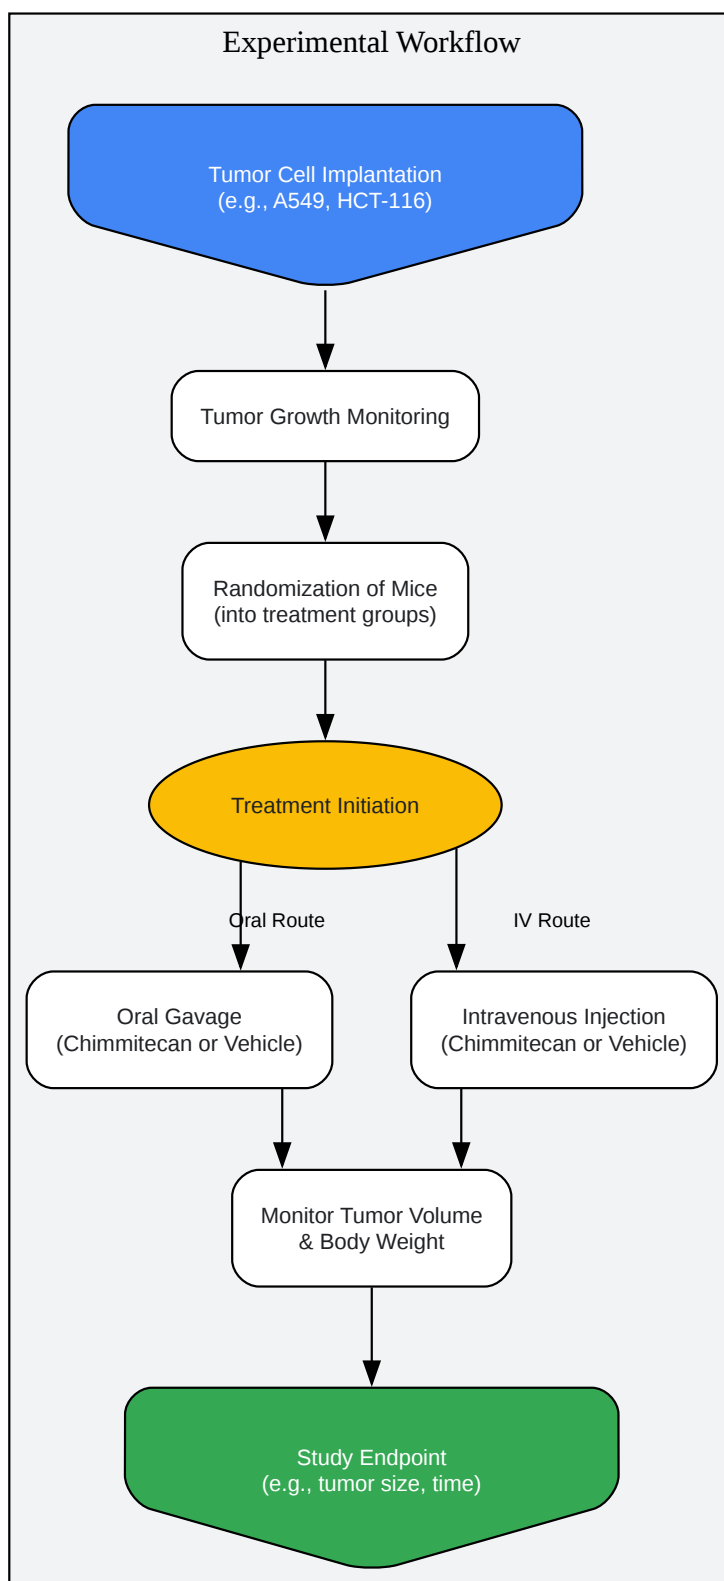 Experimental Workflow
Tumor Cell Implantation
(e.g., A549, HCT-116)
Tumor Growth Monitoring
Randomization of Mice
(into treatment groups)
Treatment Initiation
Oral Route
IV Route
Oral Gavage
(Chimmitecan or Vehicle)
Intravenous Injection
(Chimmitecan or Vehicle)
Monitor Tumor Volume
& Body Weight
Study Endpoint
(e.g., tumor size, time)